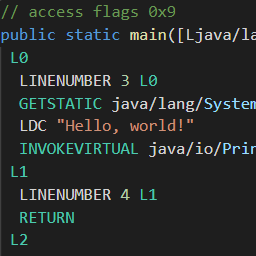 // access flags 0x9
public static main([Ljava/la
L0
LINENUMBER 3 L0
GETSTATIC java/lang/System
LDC "Hello, world!"
INVOKEVIRTUAL java/io/Prin
L1
LINENUMBER 4 L1
RETURN
L2